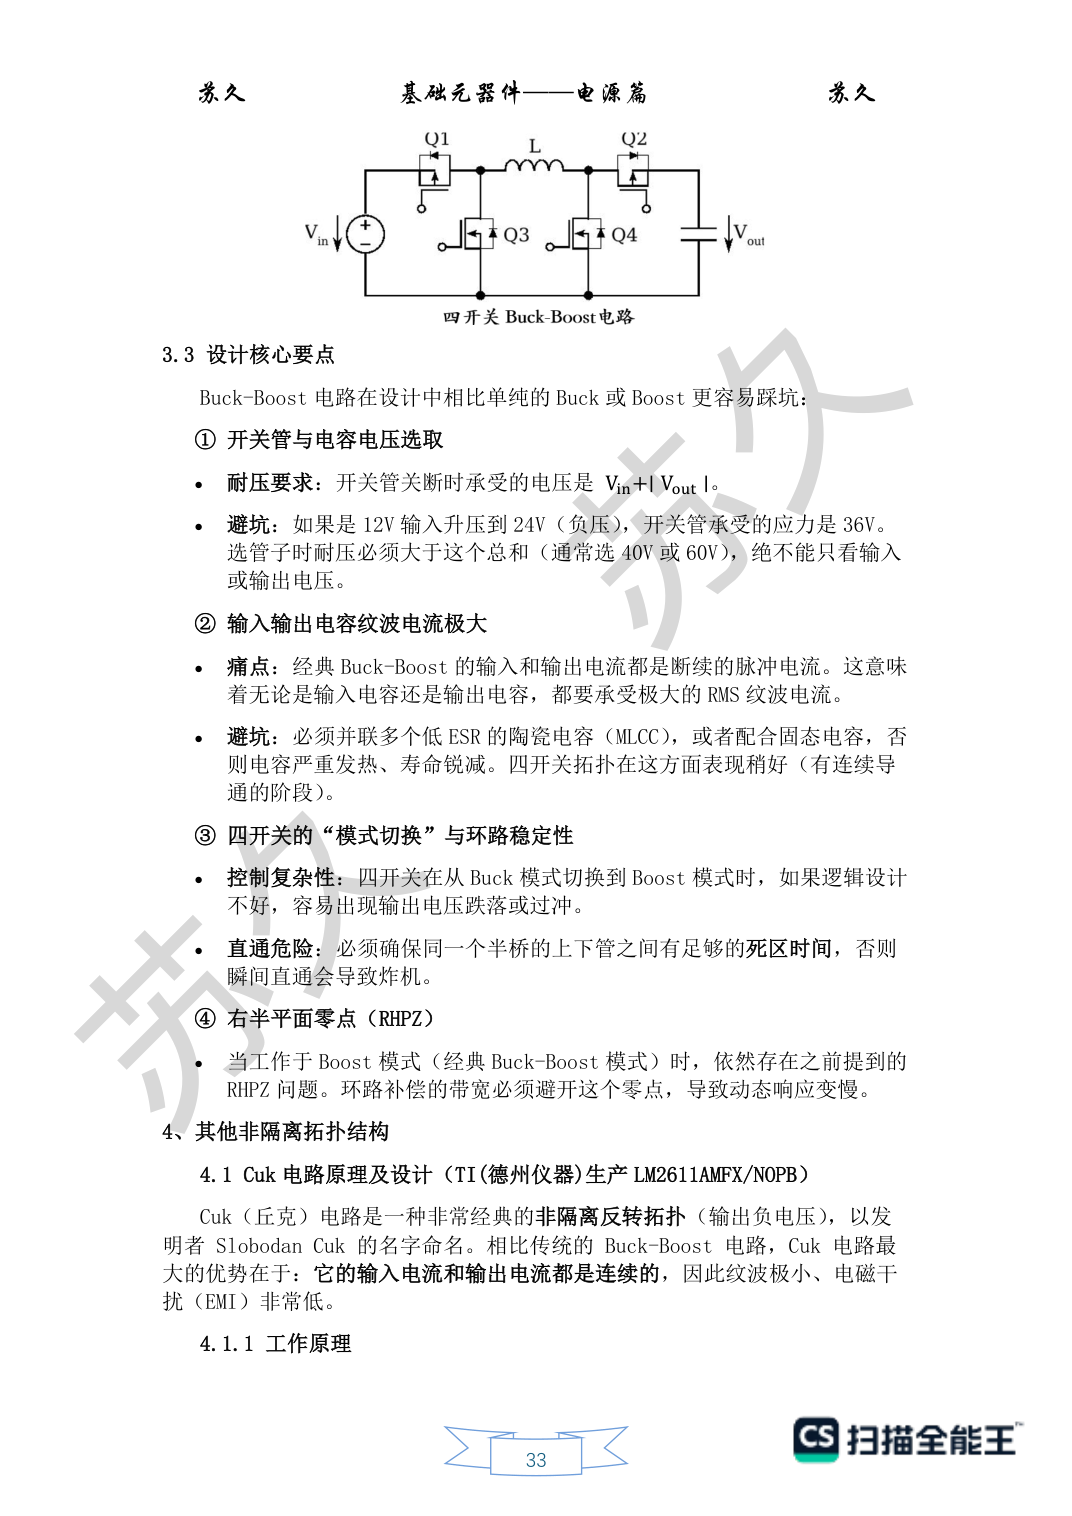 苏久 基础元器件——电源篇 苏久
Q1 L Q2
Vin + − Q3 Q4 Vout
四开关 Buck-Boost电路
3.3 设计核心要点
Buck-Boost 电路在设计中相比单纯的 Buck 或 Boost 更容易踩坑：
① 开关管与电容电压选取
• 耐压要求：开关管关断时承受的电压是 Vin+| Vout |。
• 避坑：如果是 12V 输入升压到 24V（负压），开关管承受的应力是 36V。
选管子时耐压必须大于这个总和（通常选 40V 或 60V），绝不能只看输入
或输出电压。
② 输入输出电容纹波电流极大
• 痛点：经典 Buck-Boost 的输入和输出电流都是断续的脉冲电流。这意味
着无论是输入电容还是输出电容，都要承受极大的 RMS 纹波电流。
• 避坑：必须并联多个低 ESR 的陶瓷电容（MLCC），或者配合固态电容，否
则电容严重发热、寿命锐减。四开关拓扑在这方面表现稍好（有连续导
通的阶段）。
③ 四开关的“模式切换”与环路稳定性
• 控制复杂性：四开关在从 Buck 模式切换到 Boost 模式时，如果逻辑设计
不好，容易出现输出电压跌落或过冲。
• 直通危险：必须确保同一个半桥的上下管之间有足够的死区时间，否则
瞬间直通会导致炸机。
④ 右半平面零点（RHPZ）
• 当工作于 Boost 模式（经典 Buck-Boost 模式）时，依然存在之前提到的
RHPZ 问题。环路补偿的带宽必须避开这个零点，导致动态响应变慢。
4、其他非隔离拓扑结构
4.1 Cuk 电路原理及设计（TI(德州仪器)生产 LM2611AMFX/NOPB）
Cuk（丘克）电路是一种非常经典的非隔离反转拓扑（输出负电压），以发
明者 Slobodan Cuk 的名字命名。相比传统的 Buck-Boost 电路，Cuk 电路最
大的优势在于：它的输入电流和输出电流都是连续的，因此纹波极小、电磁干
扰（EMI）非常低。
4.1.1 工作原理
33
CS 扫描全能王™
苏久
苏久